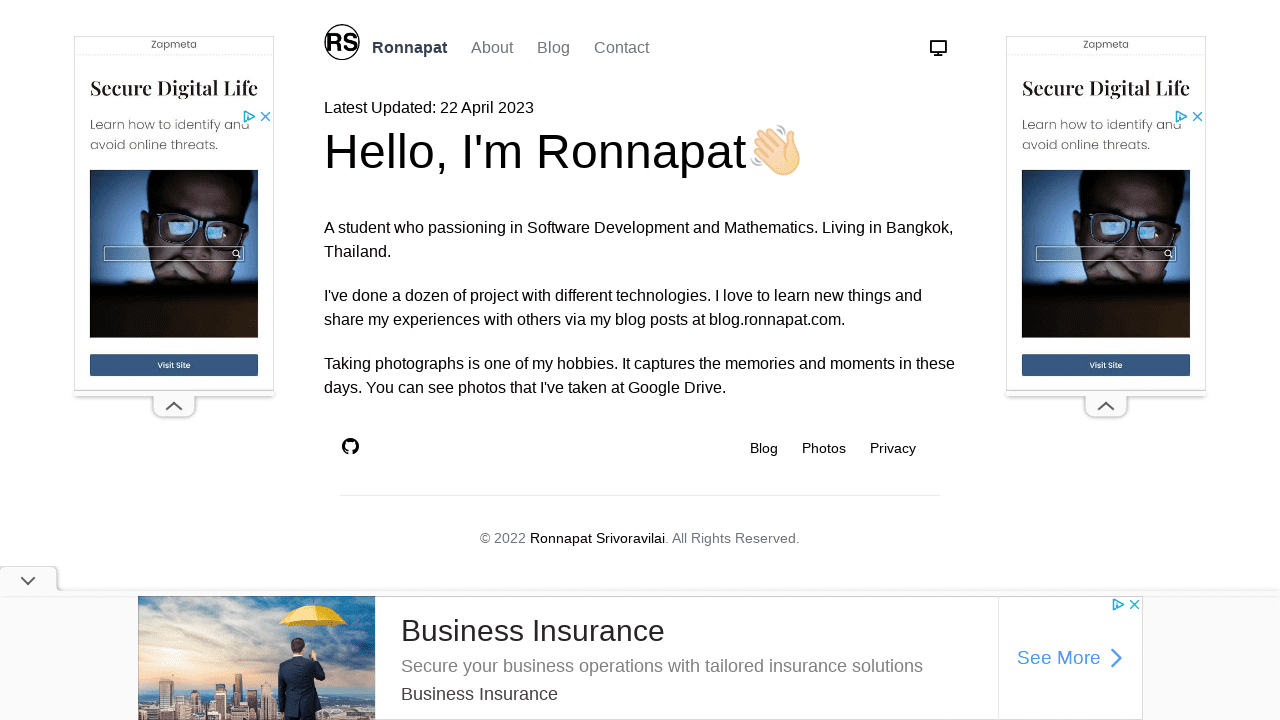 RS
Ronnapat About Blog Contact
Latest Updated: 22 April 2023
Hello, I'm Ronnapat👋🏻
A student who passioning in Software Development and Mathematics. Living in Bangkok,
Thailand.
I've done a dozen of project with different technologies. I love to learn new things and
share my experiences with others via my blog posts at blog.ronnapat.com.
Taking photographs is one of my hobbies. It captures the memories and moments in these
days. You can see photos that I've taken at Google Drive.
Blog Photos Privacy
© 2022 Ronnapat Srivoravilai. All Rights Reserved.
Zapmeta
Secure Digital Life
Learn how to identify and
avoid online threats.
Visit Site
Zapmeta
Secure Digital Life
Learn how to identify and
avoid online threats.
Visit Site
Business Insurance
Secure your business operations with tailored insurance solutions
Business Insurance
See More